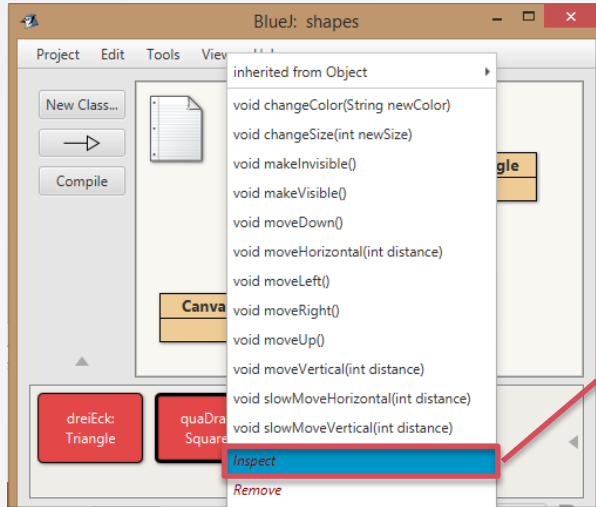 BlueJ: shapes
Project Edit Tools View
inherited from Object
New Class...
Compile
void changeColor(String newColor)
void changeSize(int newSize)
void makeInvisible()
void makeVisible()
void moveDown()
void moveHorizontal(int distance)
void moveLeft()
void moveRight()
void moveUp()
void moveVertical(int distance)
void slowMoveHorizontal(int distance)
void slowMoveVertical(int distance)
Inspect
Remove
gle
Canva
dreiEck:
Triangle
quaDra
Square